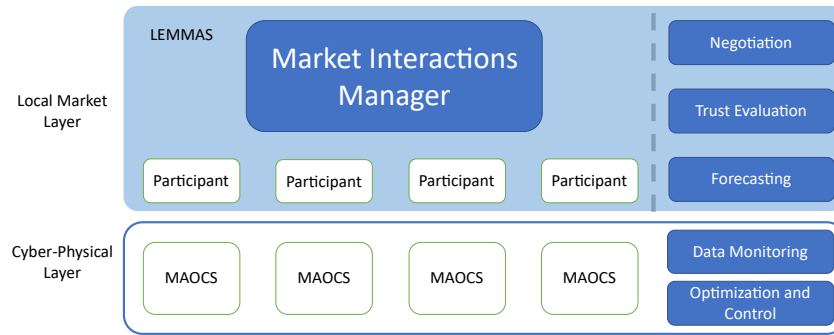 LEMMAS
Market Interactions
Manager
Negotiation
Local Market
Layer
Trust Evaluation
Participant
Participant
Participant
Participant
Forecasting
Cyber-Physical
Layer
MAOCS
MAOCS
MAOCS
MAOCS
Data Monitoring
Optimization and
Control